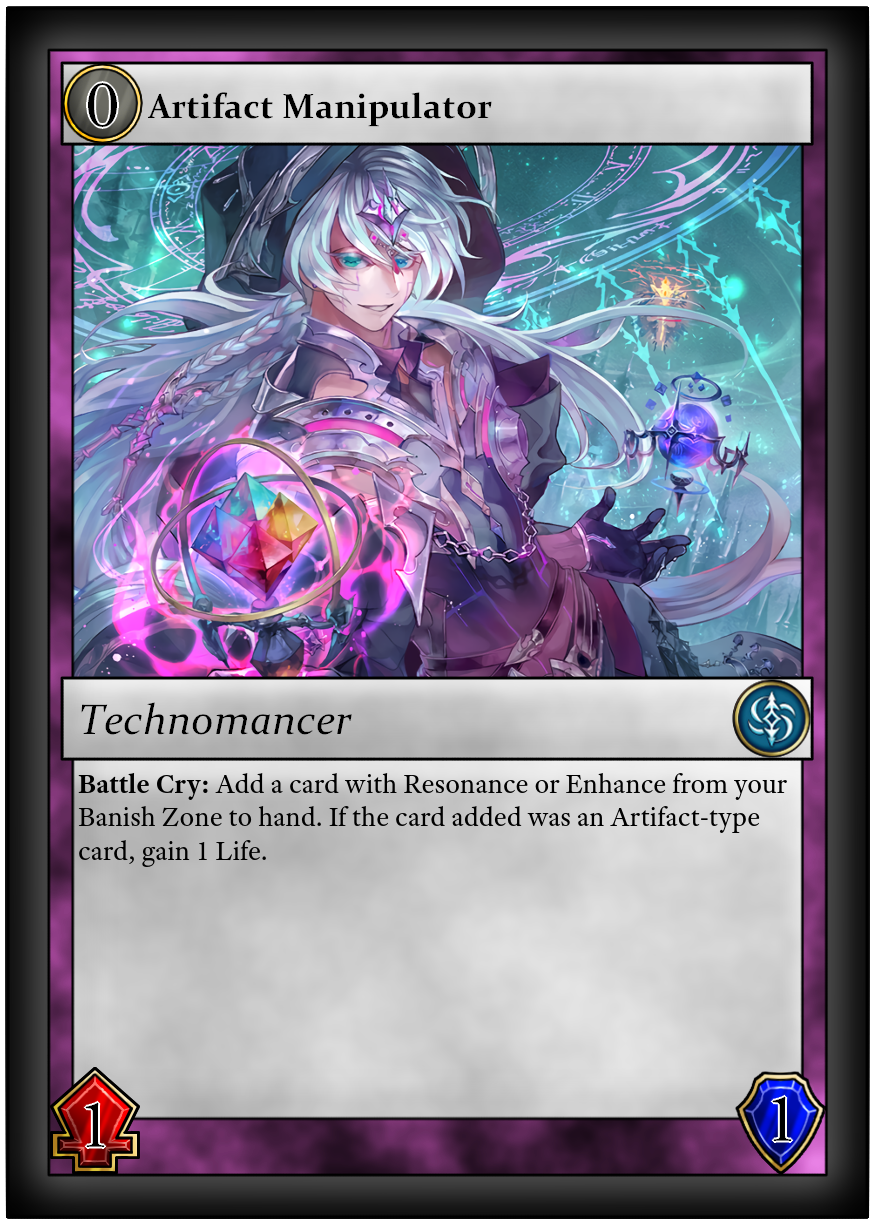 0 Artifact Manipulator
Technomancer
Battle Cry: Add a card with Resonance or Enhance from your
Banish Zone to hand. If the card added was an Artifact-type
card, gain 1 Life.
1 1